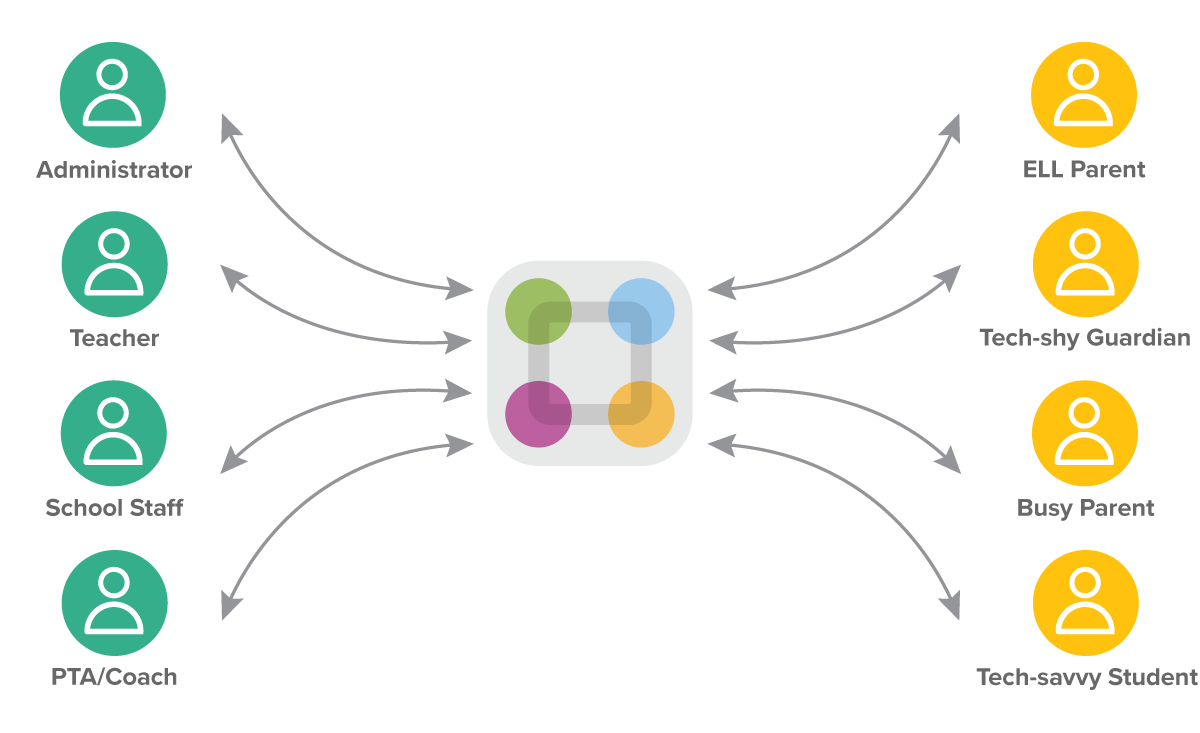 Administrator
ELL Parent
Teacher
Tech-shy Guardian
School Staff
Busy Parent
PTA/Coach
Tech-savvy Student